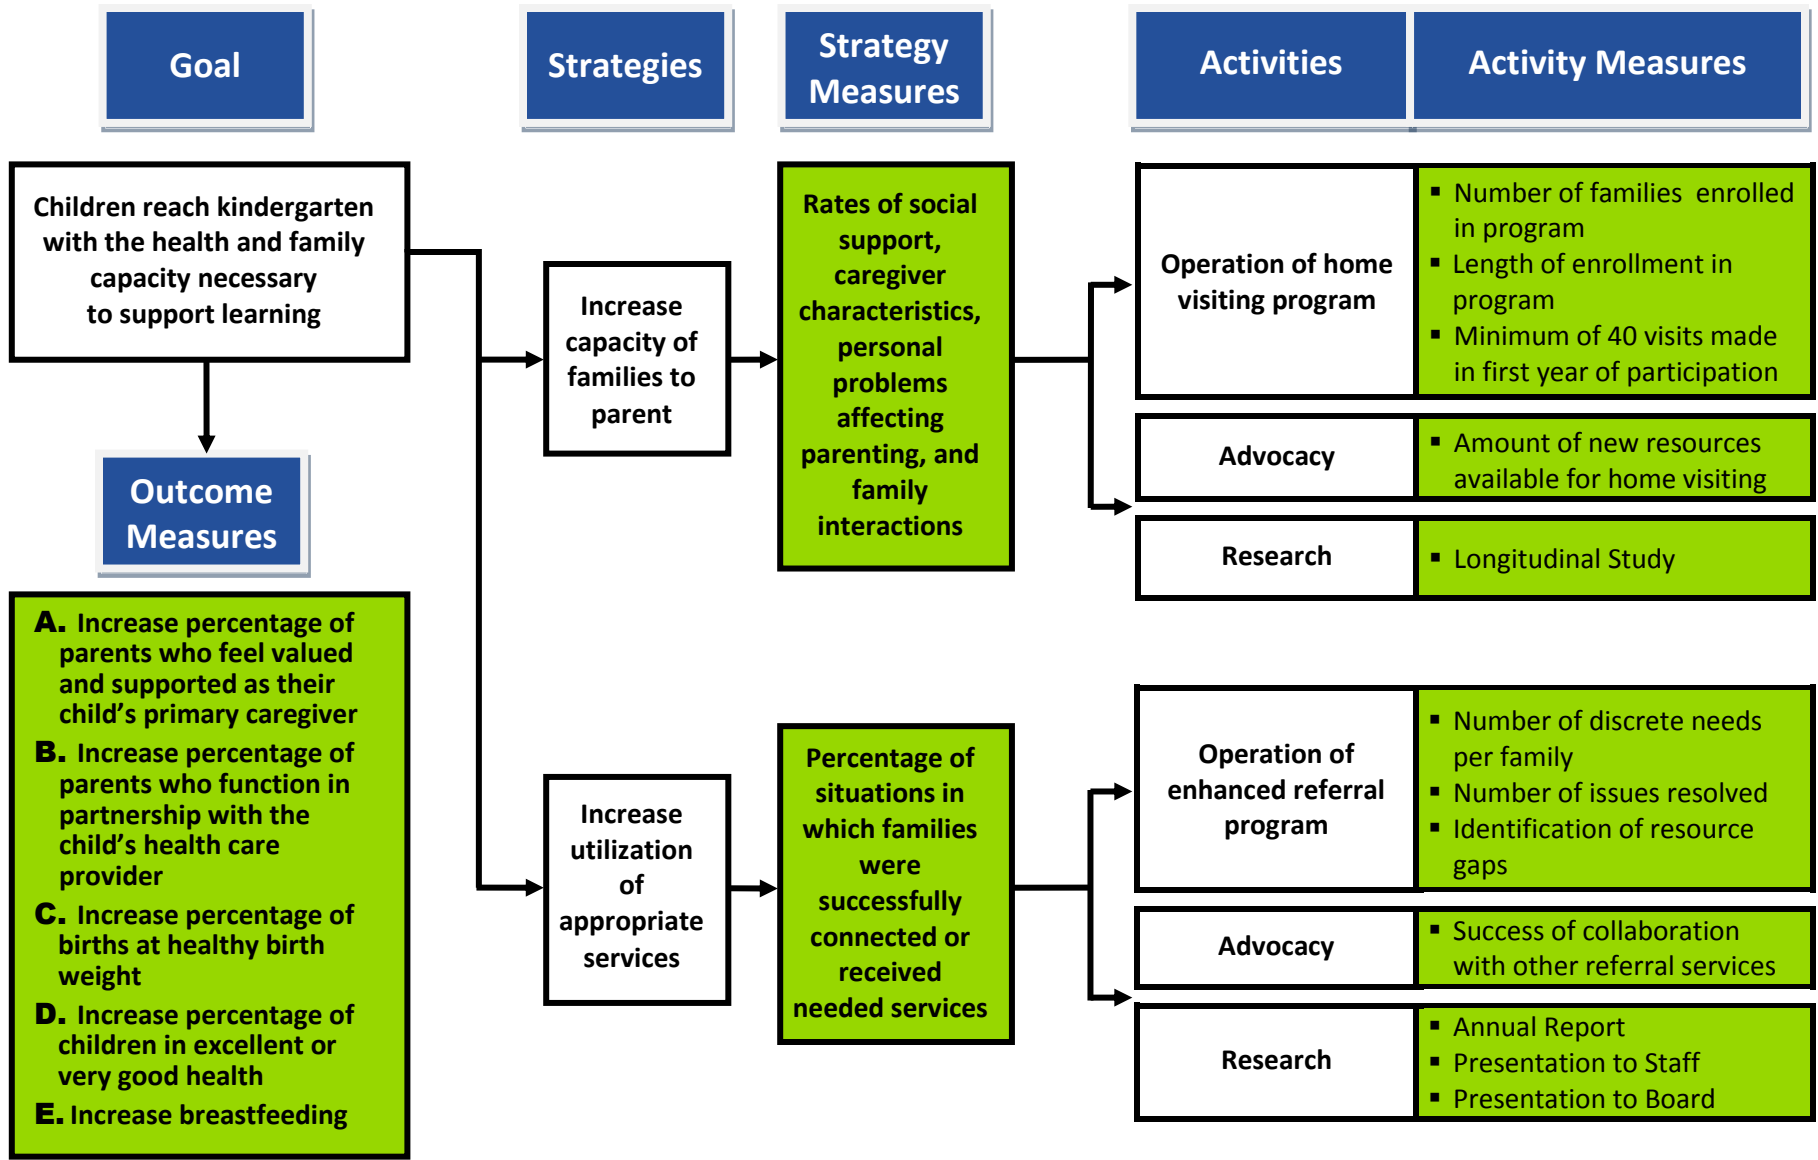 Goal
Strategies
Strategy
Measures
Activities
Activity Measures
Children reach kindergarten
with the health and family
capacity necessary
to support learning
Outcome
Measures
A. Increase percentage of
parents who feel valued
and supported as their
child’s primary caregiver
B. Increase percentage of
parents who function in
partnership with the
child’s health care
provider
C. Increase percentage of
births at healthy birth
weight
D. Increase percentage of
children in excellent or
very good health
E. Increase breastfeeding
Increase
capacity of
families to
parent
Rates of social
support,
caregiver
characteristics,
personal
problems
affecting
parenting, and
family
interactions
Operation of home
visiting program
▪ Number of families enrolled
in program
▪ Length of enrollment in
program
▪ Minimum of 40 visits made
in first year of participation
Advocacy
▪ Amount of new resources
available for home visiting
Research
▪ Longitudinal Study
Increase
utilization
of
appropriate
services
Percentage of
situations in
which families
were
successfully
connected or
received
needed services
Operation of
enhanced referral
program
▪ Number of discrete needs
per family
▪ Number of issues resolved
▪ Identification of resource
gaps
Advocacy
▪ Success of collaboration
with other referral services
Research
▪ Annual Report
▪ Presentation to Staff
▪ Presentation to Board